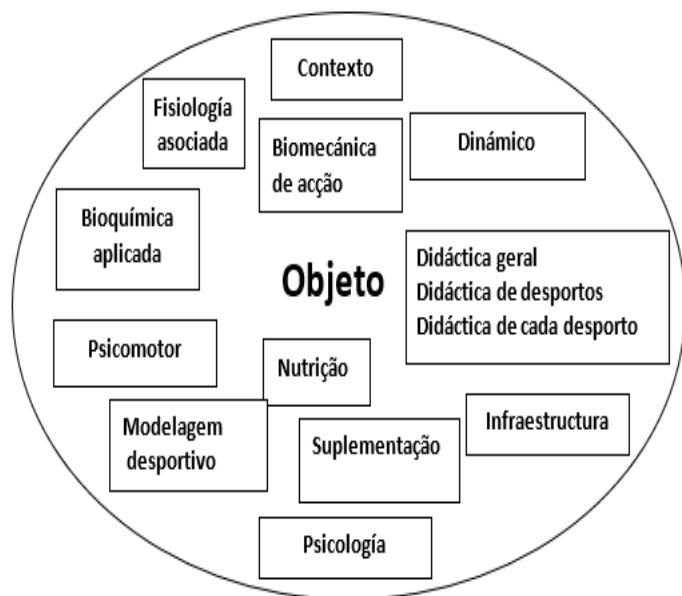 Contexto
Fisiología
asociada
Biomecánica
de acção
Dinámico
Bioquímica
aplicada
Objeto
Didáctica geral
Didáctica de desportos
Didáctica de cada desporto
Psicomotor
Nutrição
Modelagem
desportivo
Suplementação
Infraestructura
Psicología